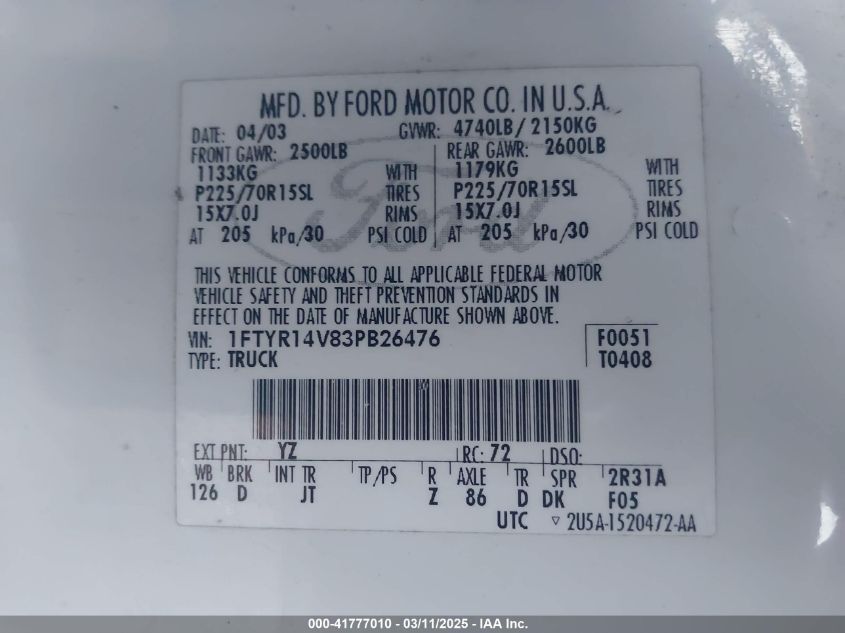 MFD. BY FORD MOTOR CO. IN U.S.A.
DATE: 04/03 GVWR: 4740LB/ 2150KG
FRONT GAWR: 2500LB REAR GAWR: 2600LB
1133KG WITH 1179KG WITH
P225/70R15SL TIRES P225/70R15SL TIRES
15X7.0J RIMS 15X7.0J RIMS
AT 205 kPa/30 PSI COLD AT 205 kPa/30 PSI COLD
Ford
THIS VEHICLE CONFORMS TO ALL APPLICABLE FEDERAL MOTOR
VEHICLE SAFETY AND THEFT PREVENTION STANDARDS IN
EFFECT ON THE DATE OF MANUFACTURE SHOWN ABOVE.
VIN: 1FTYR14V83PB26476 F0051
TYPE: TRUCK T0408
EXT PNT: YZ RC: 72 DSO:
WB BRK INT TR TP/PS R AXLE TR SPR 2R31A
126 D JT Z 86 D DK F05
UTC ▽ 2U5A-1520472-AA
000-41777010 - 03/11/2025 - IAA Inc.